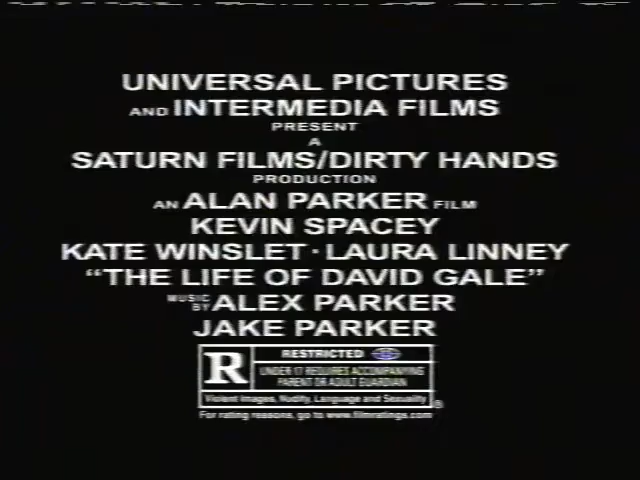 UNIVERSAL PICTURES
AND INTERMEDIA FILMS
PRESENT
A
SATURN FILMS/DIRTY HANDS
PRODUCTION
AN ALAN PARKER FILM
KEVIN SPACEY
KATE WINSLET · LAURA LINNEY
“THE LIFE OF DAVID GALE”
MUSIC BY ALEX PARKER
JAKE PARKER
R RESTRICTED
UNDER 17 REQUIRES ACCOMPANYING
PARENT OR ADULT GUARDIAN
Violent Images, Nudity, Language and Sexuality ®
For rating reasons, go to www.filmratings.com